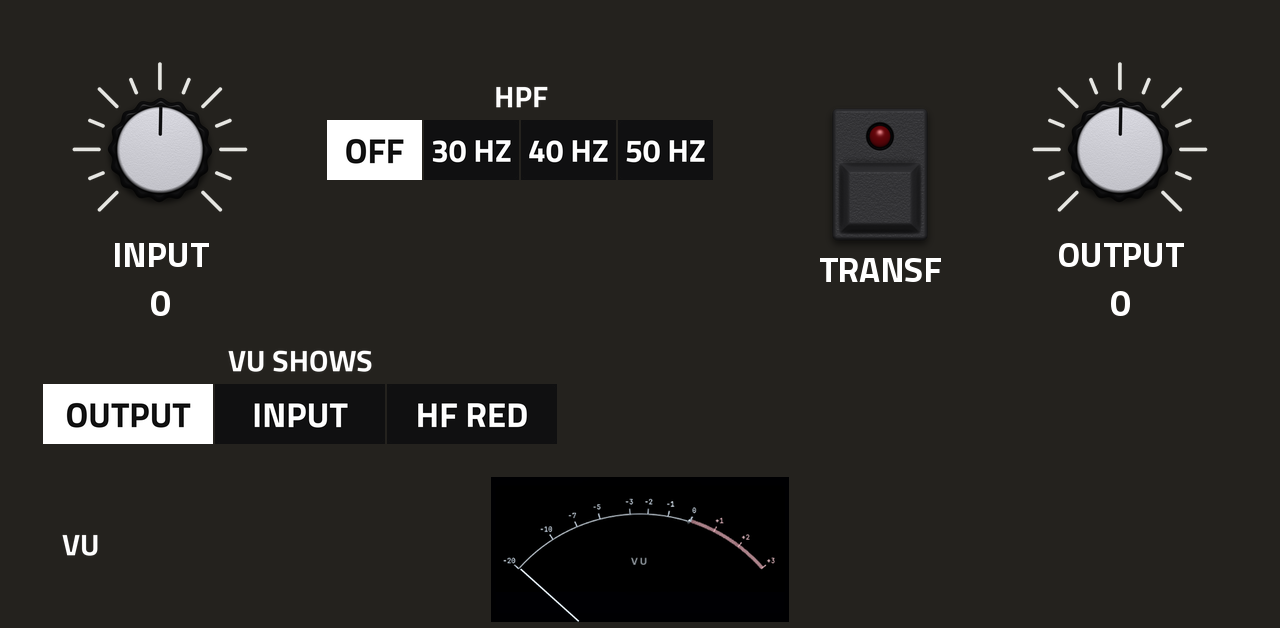 HPF
OFF 30 HZ 40 HZ 50 HZ
INPUT
0
TRANSF
OUTPUT
0
VU SHOWS
OUTPUT INPUT HF RED
VU
-20 -10 -7 -5 -3 -2 -1 0 +1 +2 +3
VU